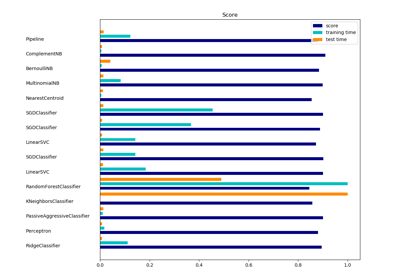 Score
score
training time
test time
Pipeline
ComplementNB
BernoulliNB
MultinomialNB
NearestCentroid
SGDClassifier
SGDClassifier
LinearSVC
SGDClassifier
LinearSVC
RandomForestClassifier
KNeighborsClassifier
PassiveAggressiveClassifier
Perceptron
RidgeClassifier
0.0 0.2 0.4 0.6 0.8 1.0